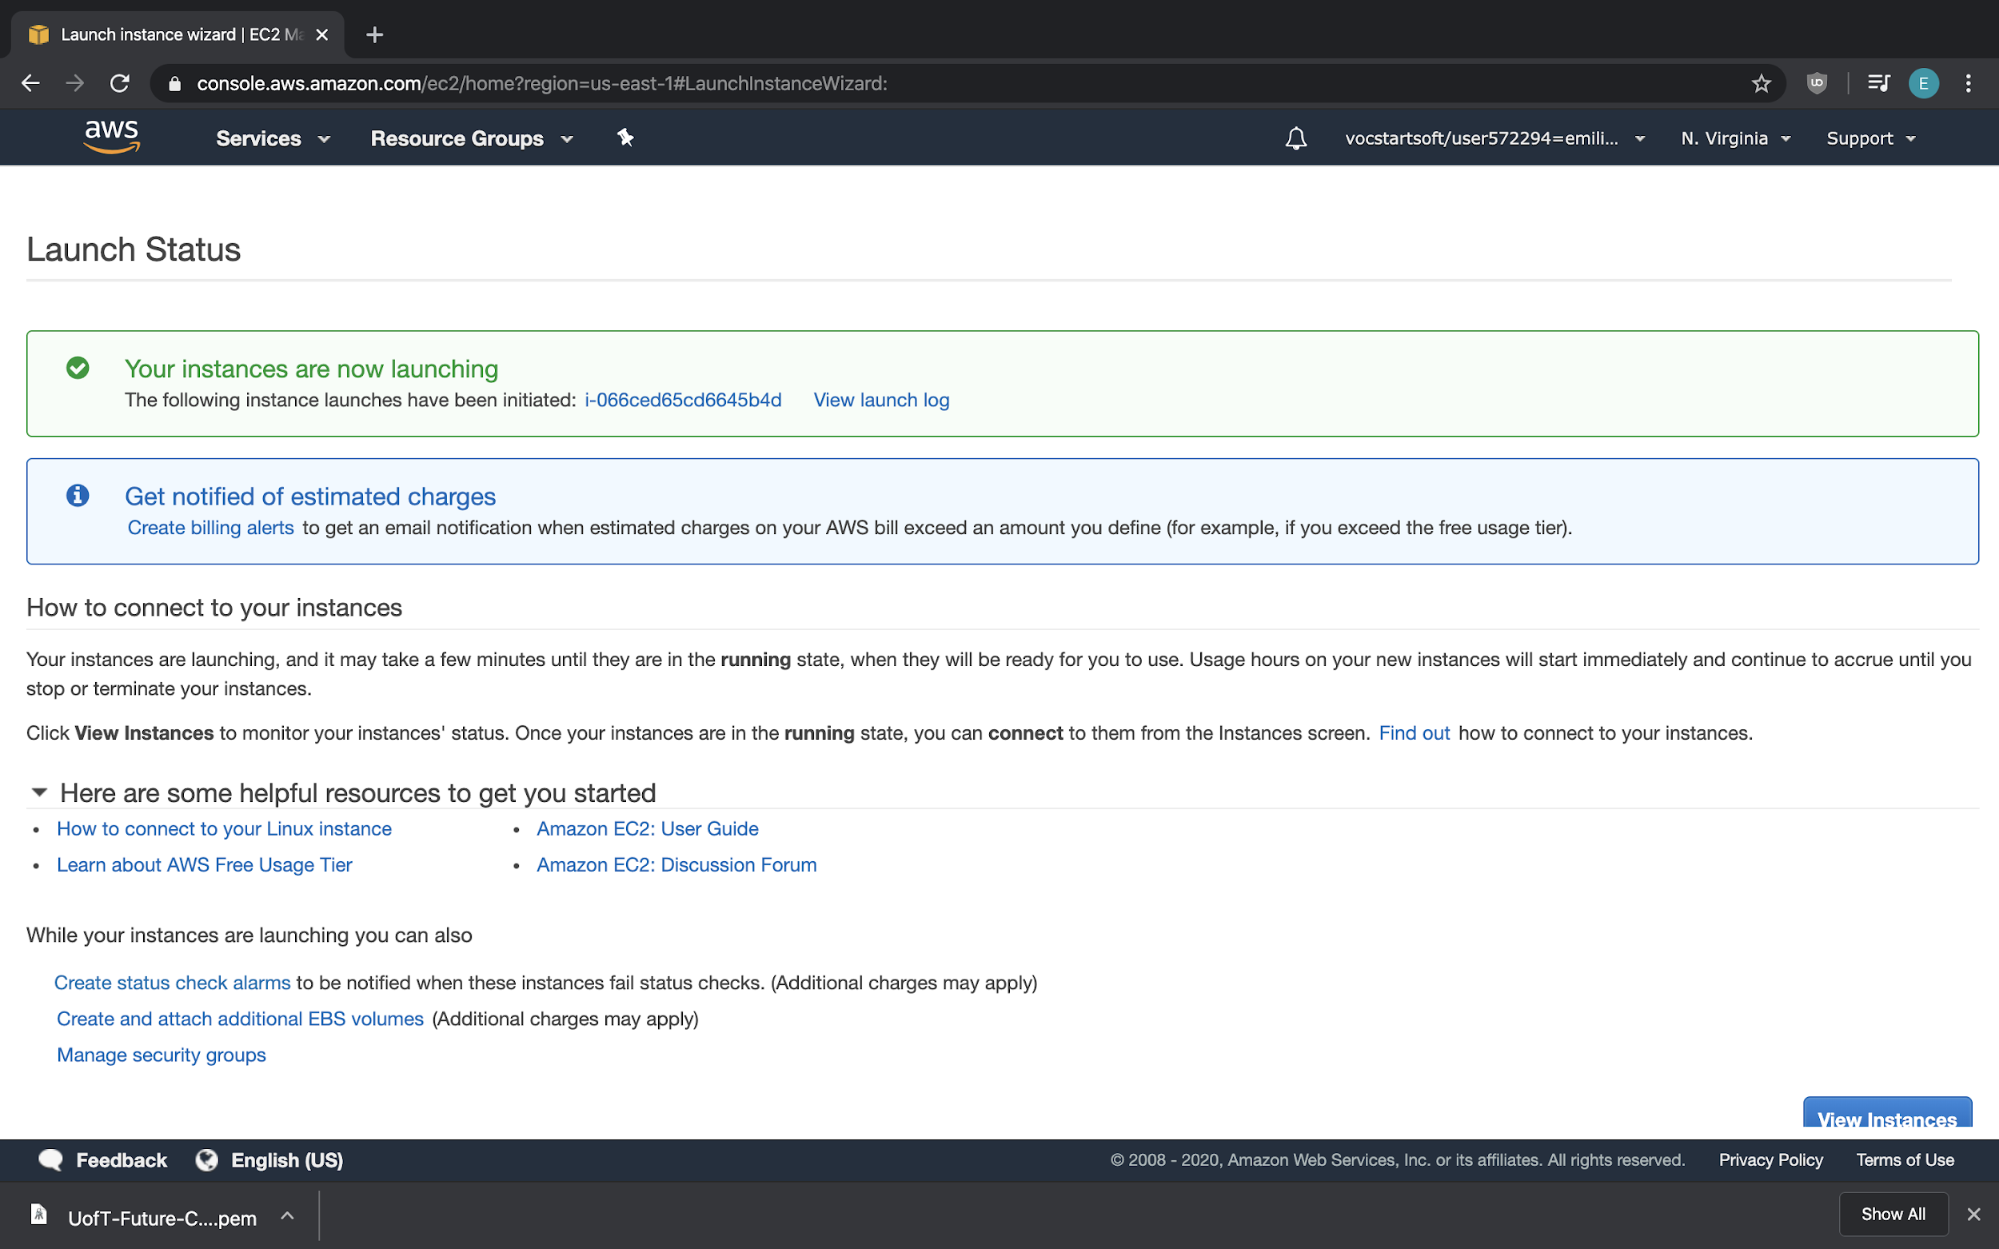 Launch instance wizard | EC2 Ma
console.aws.amazon.com/ec2/home?region=us-east-1#LaunchInstanceWizard:
E
aws
Services
Resource Groups
vocstartsoft/user572294=emili...
N. Virginia
Support
Launch Status
Your instances are now launching
The following instance launches have been initiated: i-066ced65cd6645b4d View launch log
Get notified of estimated charges
Create billing alerts to get an email notification when estimated charges on your AWS bill exceed an amount you define (for example, if you exceed the free usage tier).
How to connect to your instances
Your instances are launching, and it may take a few minutes until they are in the running state, when they will be ready for you to use. Usage hours on your new instances will start immediately and continue to accrue until you
stop or terminate your instances.
Click View Instances to monitor your instances' status. Once your instances are in the running state, you can connect to them from the Instances screen. Find out how to connect to your instances.
Here are some helpful resources to get you started
• How to connect to your Linux instance
• Amazon EC2: User Guide
• Learn about AWS Free Usage Tier
• Amazon EC2: Discussion Forum
While your instances are launching you can also
Create status check alarms to be notified when these instances fail status checks. (Additional charges may apply)
Create and attach additional EBS volumes (Additional charges may apply)
Manage security groups
View Instances
Feedback
English (US)
© 2008 - 2020, Amazon Web Services, Inc. or its affiliates. All rights reserved.
Privacy Policy
Terms of Use
UofT-Future-C....pem
Show All